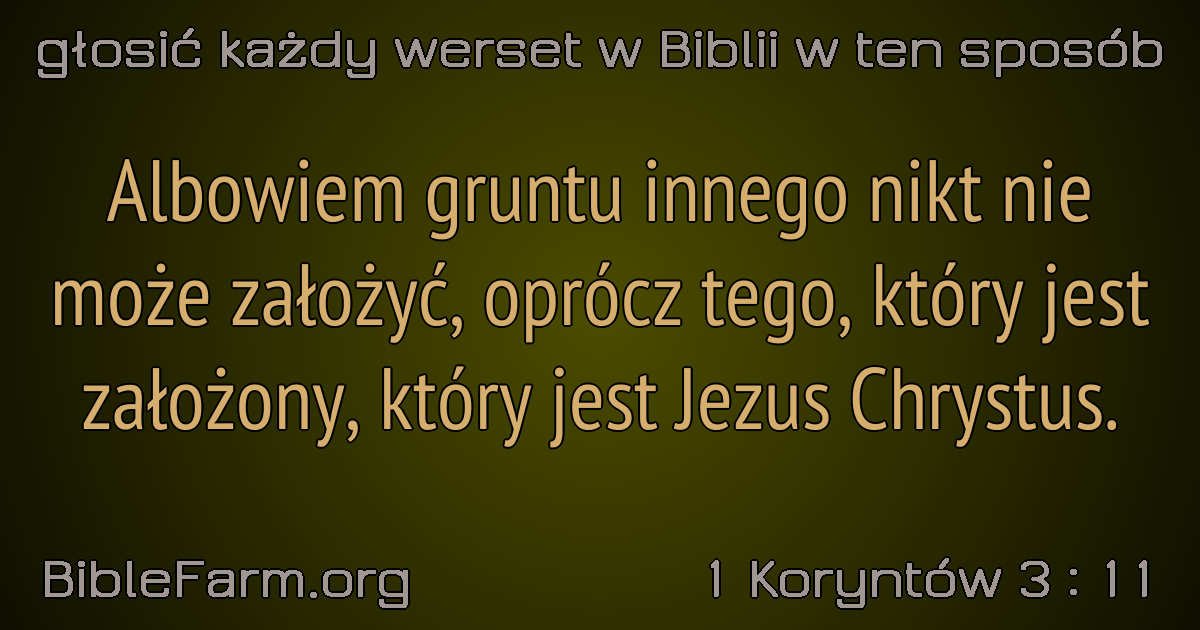 głosić każdy werset w Biblii w ten sposób
Albowiem gruntu innego nikt nie
może założyć, oprócz tego, który jest
założony, który jest Jezus Chrystus.
BibleFarm.org
1 Koryntów 3 : 11